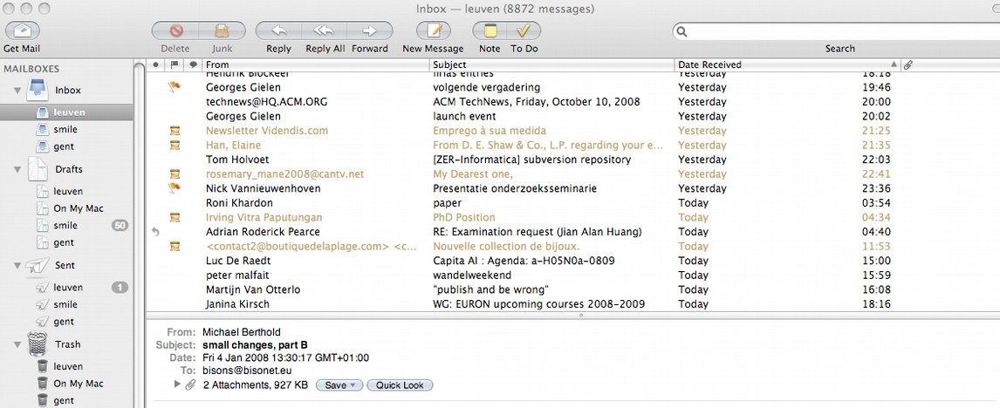 Inbox — leuven (8872 messages)
Get Mail Delete Junk Reply Reply All Forward New Message Note To Do Search
MAILBOXES
Inbox
leuven
smile
gent
Drafts
leuven
On My Mac
smile 50
gent
Sent
leuven 1
smile
gent
Trash
leuven
On My Mac
gent
From Subject Date Received
Hendrik Blockeel entries Yesterday 18:18
Georges Gielen volgende vergadering Yesterday 19:46
technews@HQ.ACM.ORG ACM TechNews, Friday, October 10, 2008 Yesterday 20:00
Georges Gielen launch event Yesterday 20:02
Newsletter Videndis.com Emprego à sua medida Yesterday 21:25
Han, Elaine From D. E. Shaw & Co., L.P. regarding your e... Yesterday 21:35
Tom Holvoet [ZER-Informatica] subversion repository Yesterday 22:03
rosemary_mane2008@cantv.net My Dearest one, Yesterday 22:41
Nick Vannieuwenhoven Presentatie onderzoeksseminarie Yesterday 23:36
Roni Khardon paper Today 03:54
Irving Vitra Paputungan PhD Position Today 04:34
Adrian Roderick Pearce RE: Examination request (Jian Alan Huang) Today 04:40
<contact2@boutiquedelaplage.com> <c... Nouvelle collection de bijoux. Today 11:53
Luc De Raedt Capita AI : Agenda: a-H05N0a-0809 Today 15:00
peter malfait wandelweekend Today 15:59
Martijn Van Otterlo "publish and be wrong" Today 16:08
Janina Kirsch WG: EURON upcoming courses 2008-2009 Today 18:16
From: Michael Berthold
Subject: small changes, part B
Date: Fri 4 Jan 2008 13:30:17 GMT+01:00
To: bisons@bisonet.eu
2 Attachments, 927 KB Save Quick Look